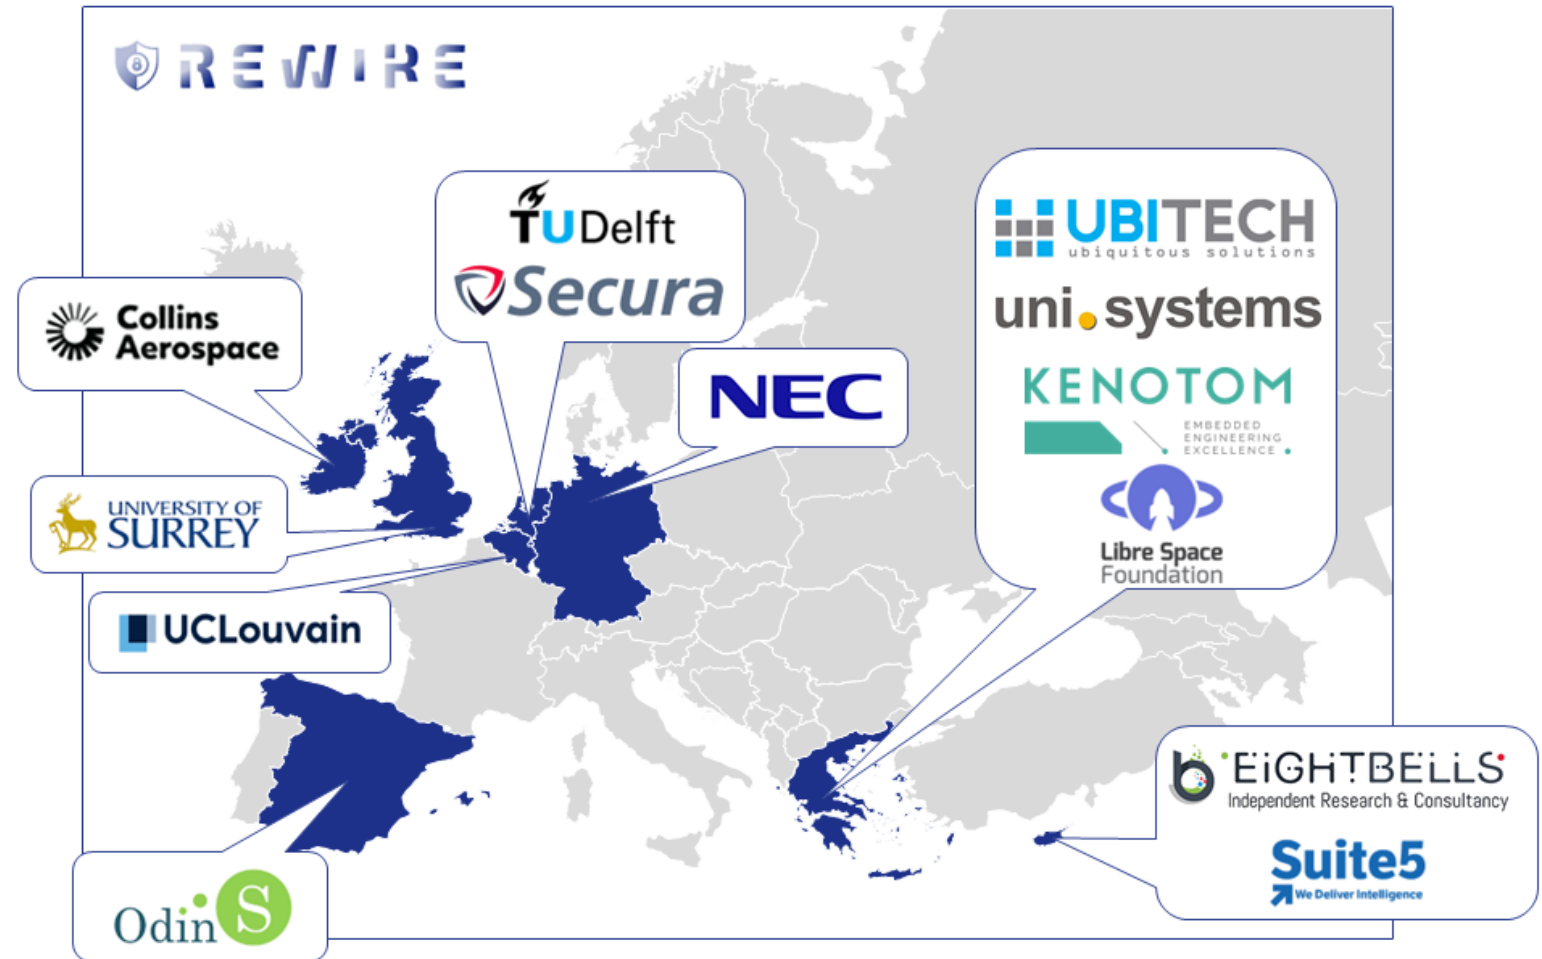 REWIRE
TUDelft
Secura
Collins
Aerospace
NEC
UBITECH
ubiquitous solutions
uni.systems
KENOTOM
EMBEDDED
ENGINEERING
EXCELLENCE
Libre Space
Foundation
UNIVERSITY OF
SURREY
UCLouvain
EiGHTBELLS
Independent Research & Consultancy
Suite5
We Deliver Intelligence
OdinS